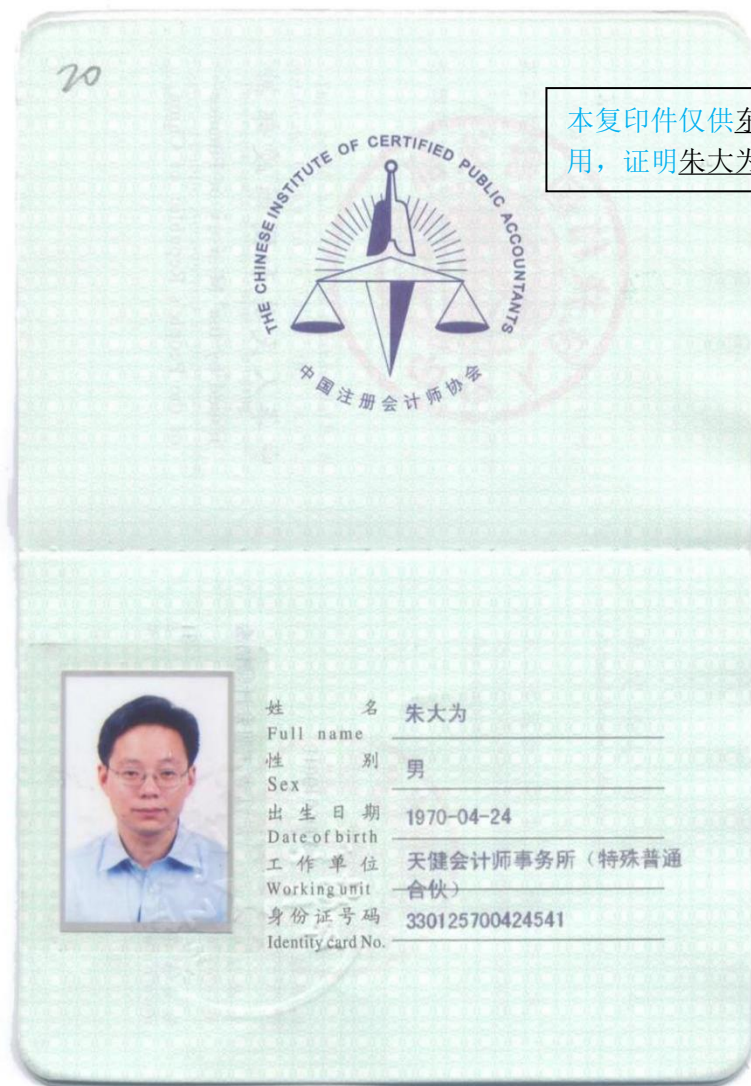 20
本复印件仅供东
用，证明朱大为
THE CHINESE INSTITUTE OF CERTIFIED PUBLIC ACCOUNTANTS
中国注册会计师协会
姓 名 朱大为
Full name
性 别 男
Sex
出生日期 1970-04-24
Date of birth
工作单位 天健会计师事务所（特殊普通
Working unit 合伙）
身份证号码 330125700424541
Identity card No.